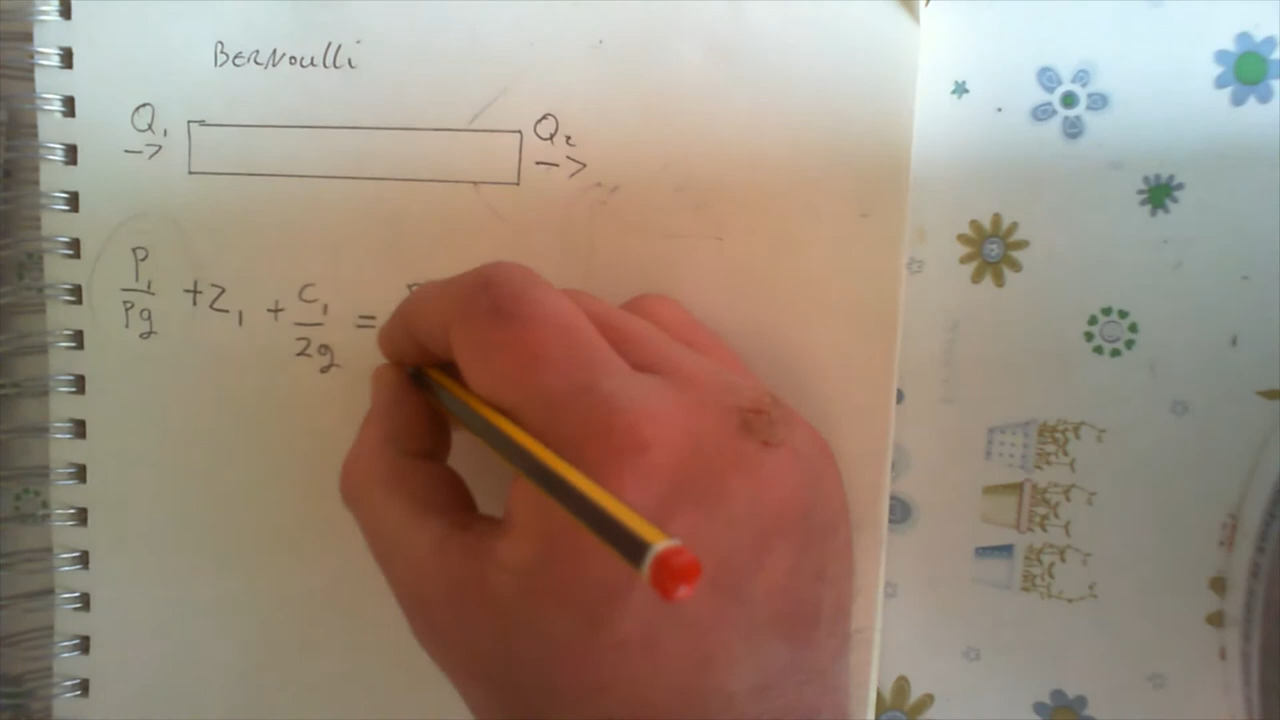 BERNOULLI
Q₁ Q₂
-> ->
P₁/ρg + Z₁ + C₁/2g =